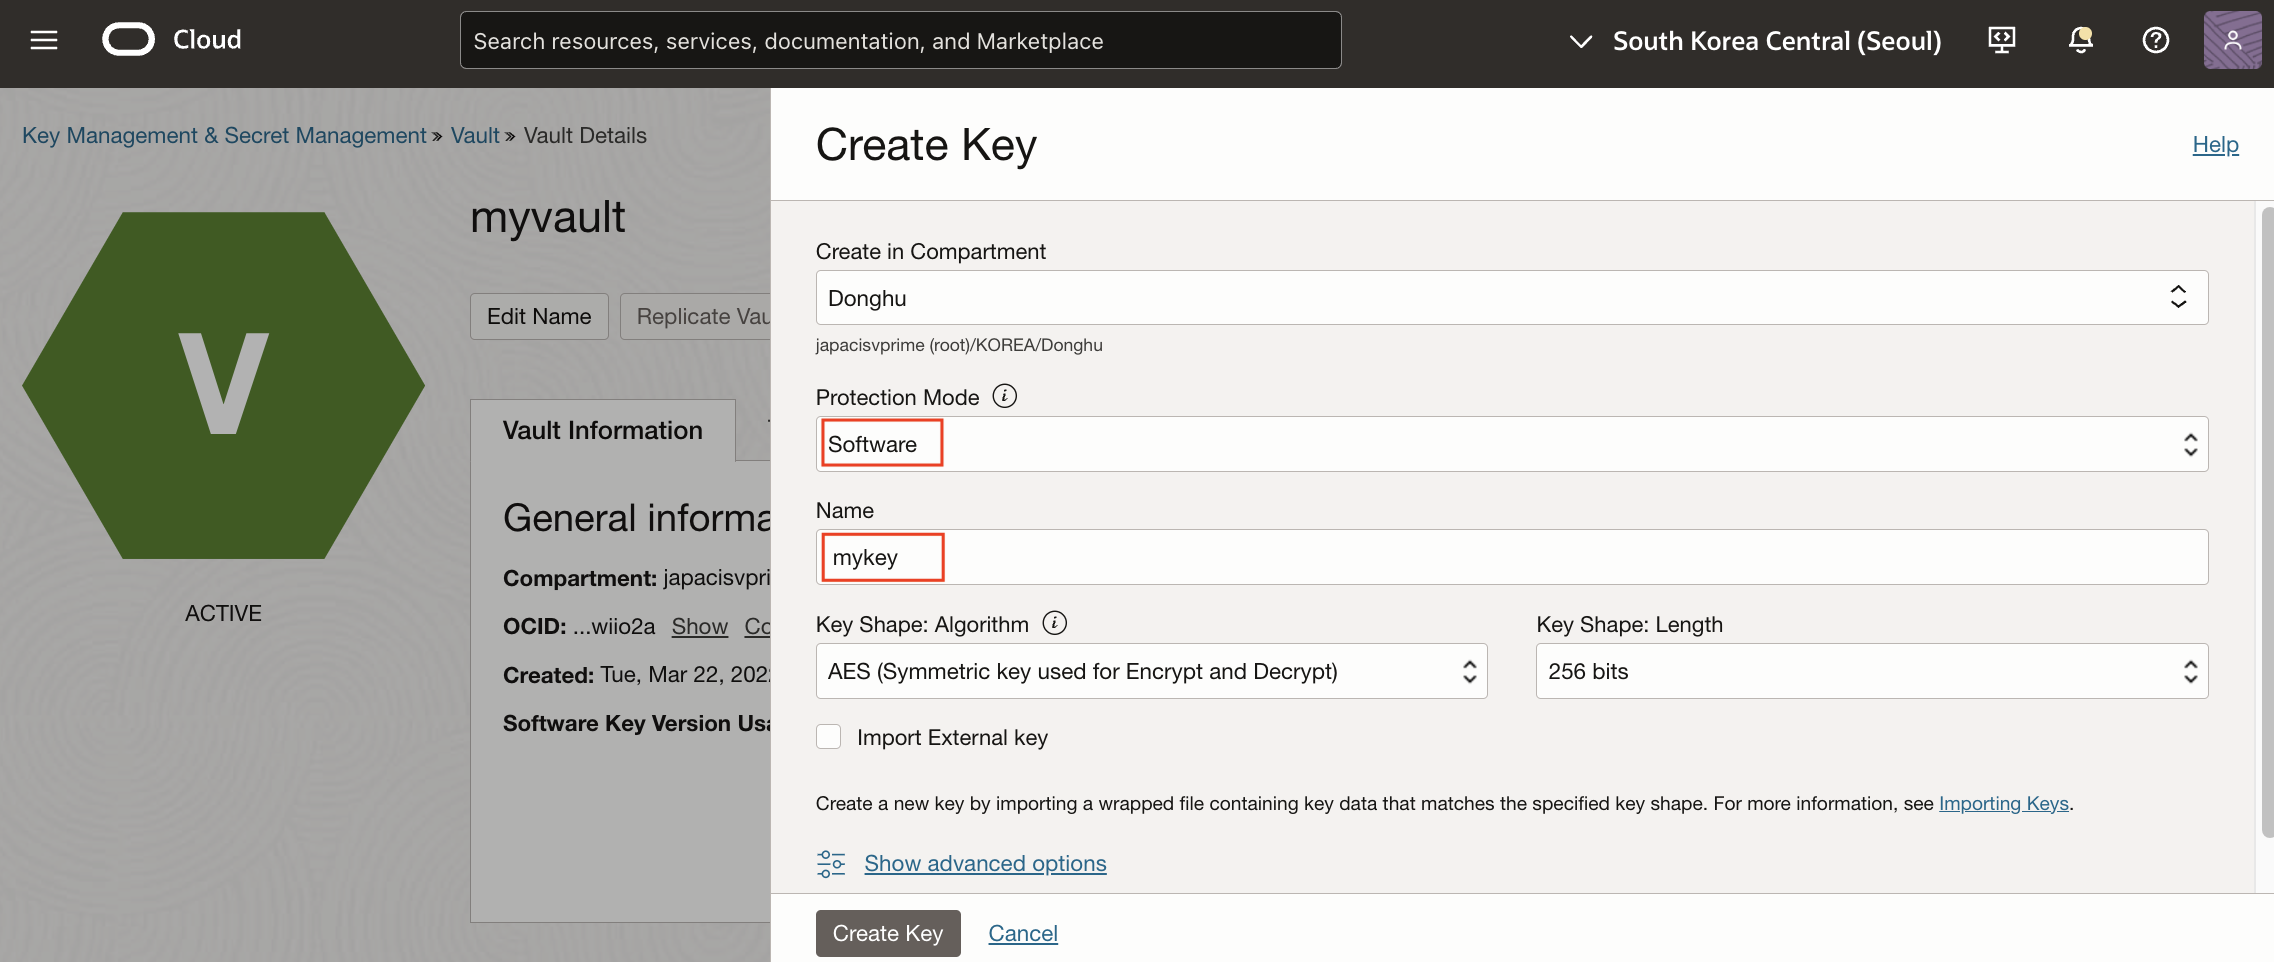 Cloud
Search resources, services, documentation, and Marketplace
South Korea Central (Seoul)
Key Management & Secret Management » Vault » Vault Details
V
ACTIVE
myvault
Edit Name
Replicate Vau
Vault Information
General informa
Compartment: japacisvpri
OCID: ...wiio2a Show Co
Created: Tue, Mar 22, 202
Software Key Version Usa
Create Key
Help
Create in Compartment
Donghu
japacisvprime (root)/KOREA/Donghu
Protection Mode
Software
Name
mykey
Key Shape: Algorithm
Key Shape: Length
AES (Symmetric key used for Encrypt and Decrypt)
256 bits
Import External key
Create a new key by importing a wrapped file containing key data that matches the specified key shape. For more information, see Importing Keys.
Show advanced options
Create Key
Cancel